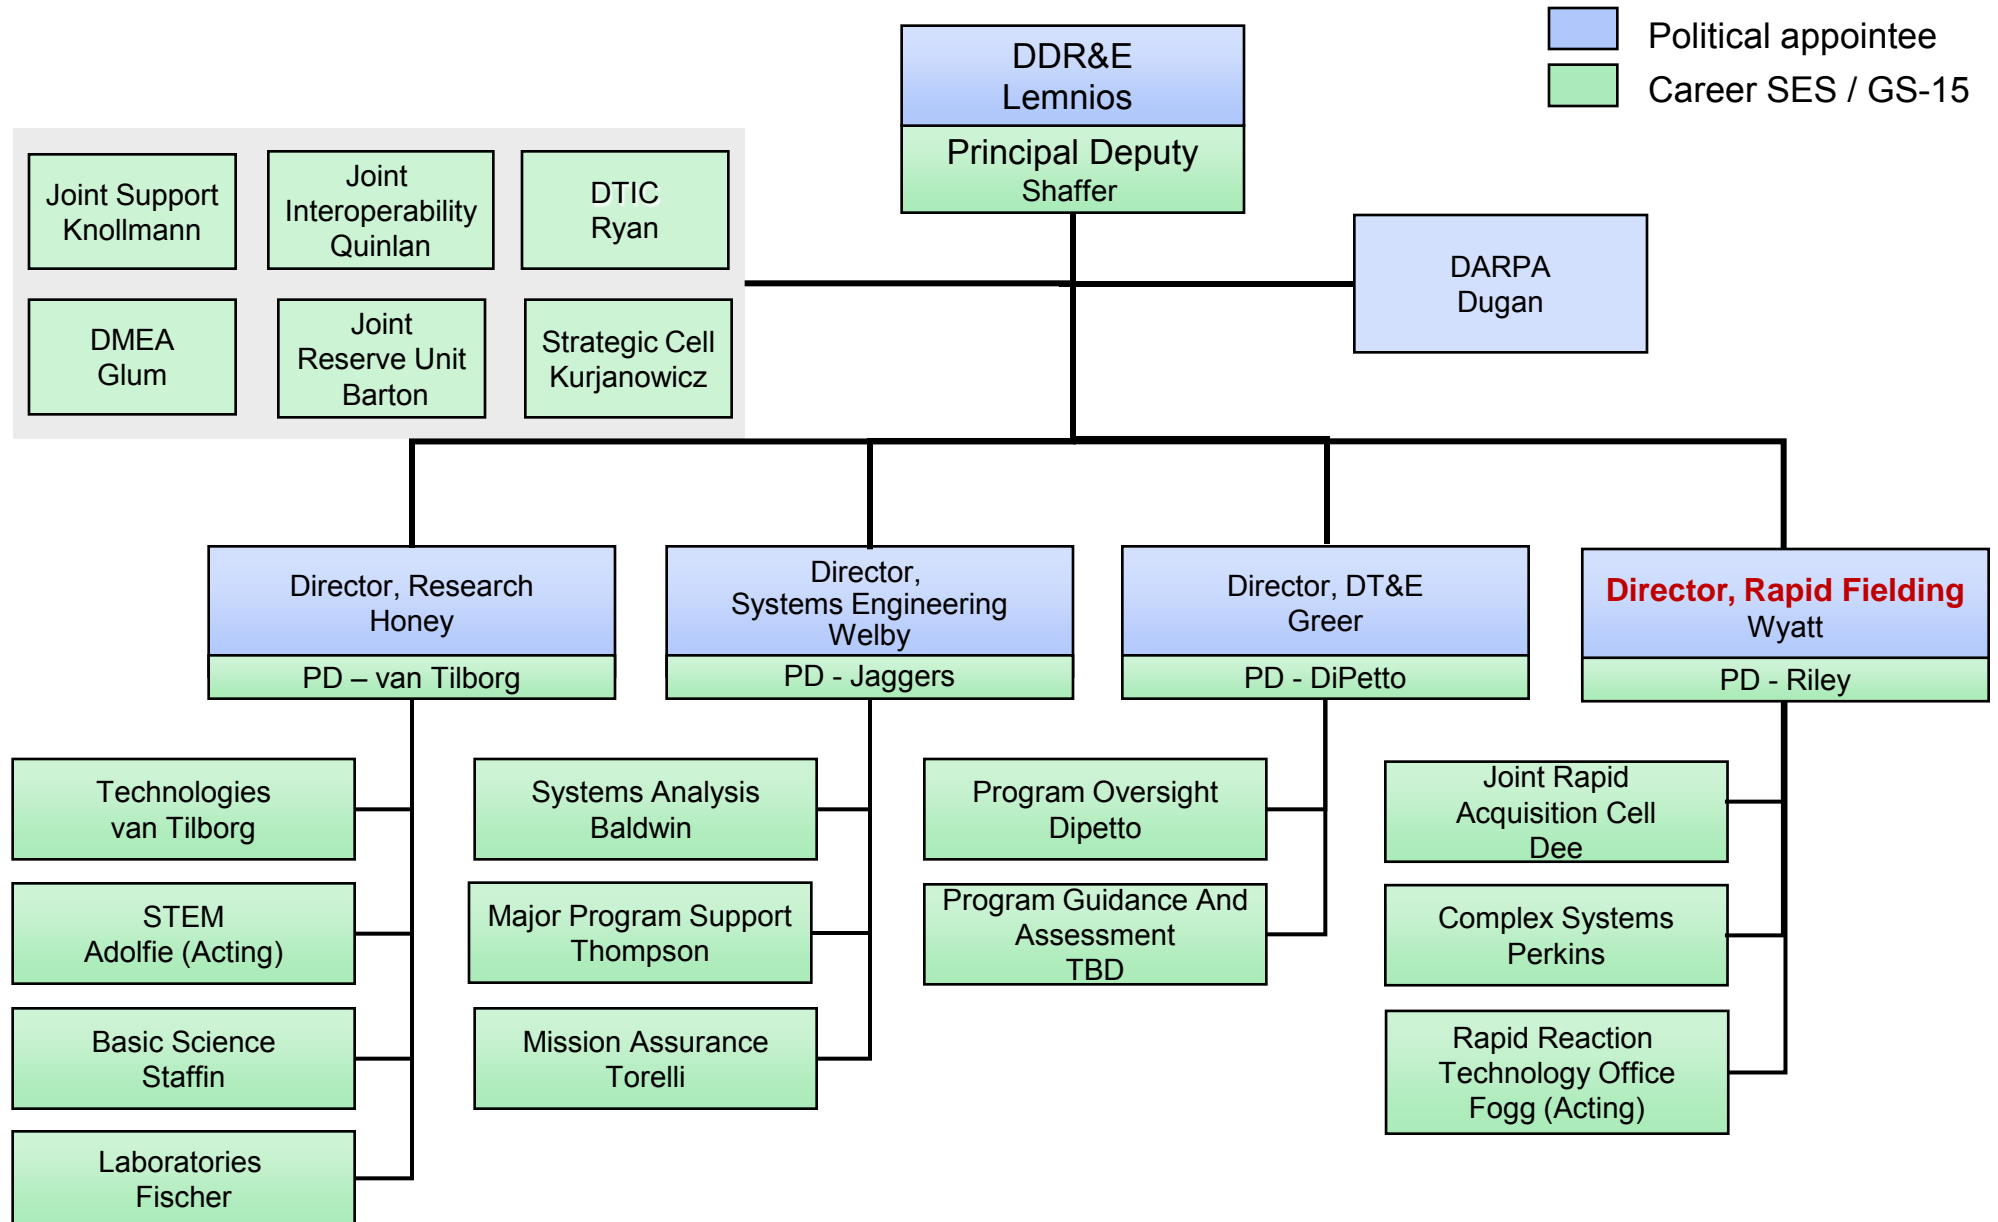 Political appointee
Career SES / GS-15
DDR&E
Lemnios
Principal Deputy
Shaffer
Joint Support
Knollmann
Joint
Interoperability
Quinlan
DTIC
Ryan
DMEA
Glum
Joint
Reserve Unit
Barton
Strategic Cell
Kurjanowicz
DARPA
Dugan
Director, Research
Honey
PD – van Tilborg
Director,
Systems Engineering
Welby
PD - Jaggers
Director, DT&E
Greer
PD - DiPetto
Director, Rapid Fielding
Wyatt
PD - Riley
Technologies
van Tilborg
STEM
Adolfie (Acting)
Basic Science
Staffin
Laboratories
Fischer
Systems Analysis
Baldwin
Major Program Support
Thompson
Mission Assurance
Torelli
Program Oversight
Dipetto
Program Guidance And
Assessment
TBD
Joint Rapid
Acquisition Cell
Dee
Complex Systems
Perkins
Rapid Reaction
Technology Office
Fogg (Acting)